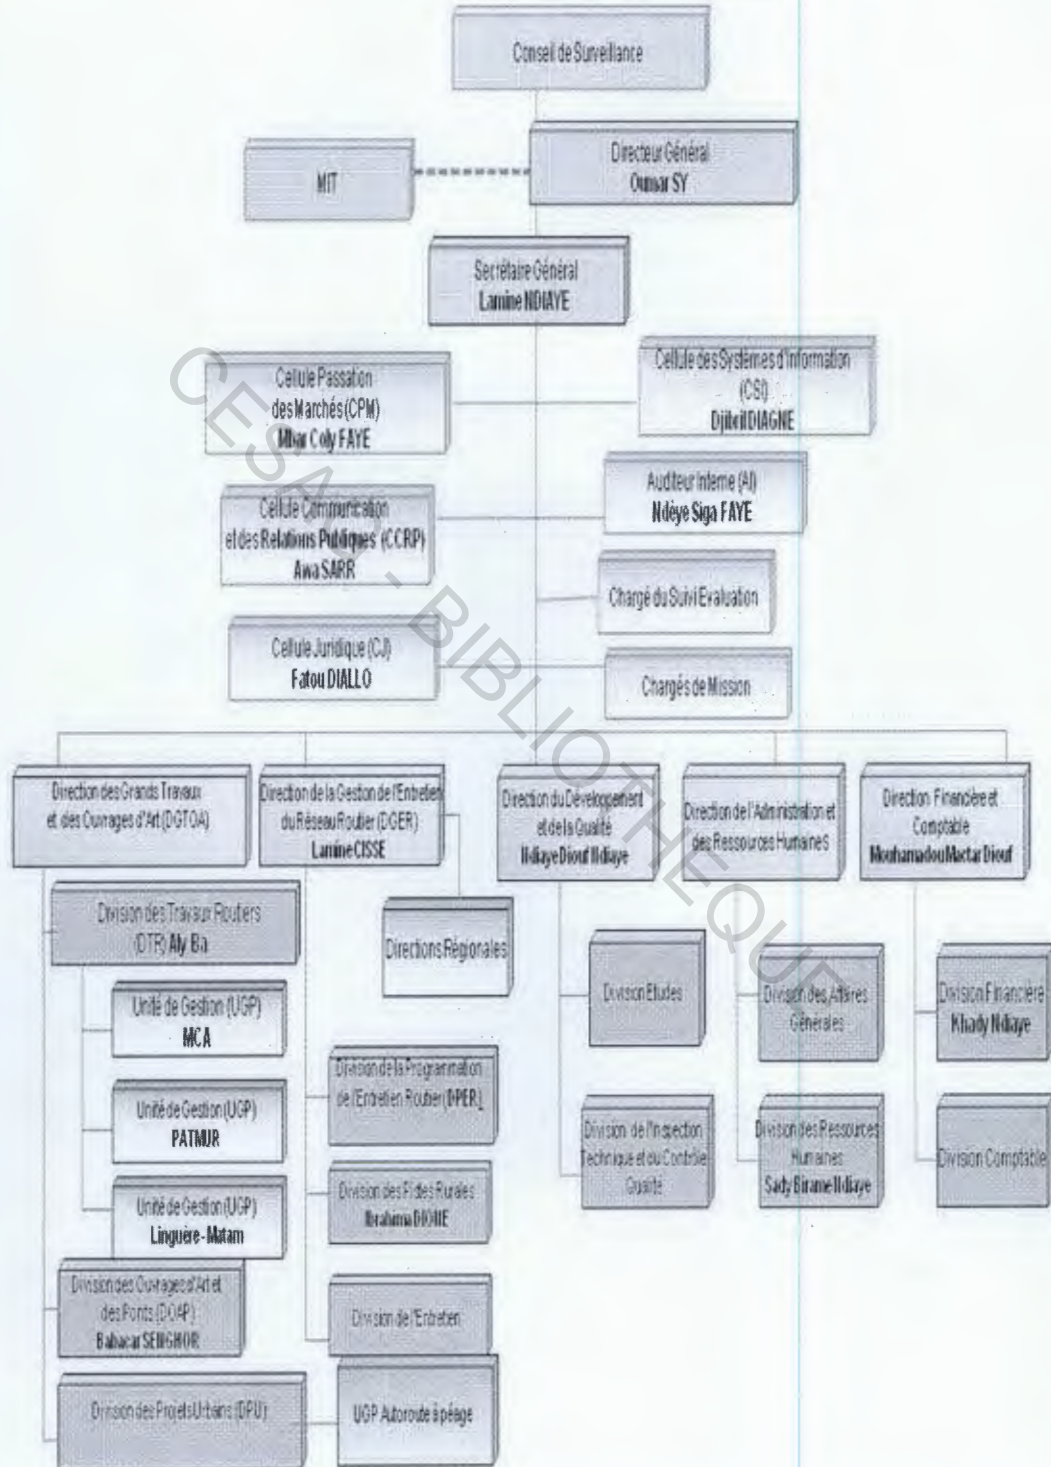 Conseil de Surveillance
MIT
Directeur Général
Oumar SY
Secrétaire Général
Lamine NDIAYE
Cellule Passation
des Marchés (CPM)
Mbar Coly FAYE
Cellule des Systèmes d'Information
(CSI)
Djibril DIAGNE
Cellule Communication
et des Relations Publiques (CCRP)
Awa SARR
Auditeur Interne (AI)
Ndèye Siga FAYE
Chargé du Suivi Evaluation
Cellule Juridique (CJ)
Fatou DIALLO
Chargés de Mission
Direction des Grands Travaux
et des Ouvrages d'Art (DGTOA)
Direction de la Gestion de l'Entretien
du Réseau Routier (DGER)
Lamine CISSE
Direction du Développement
et de la Qualité
Ndiaye Diouf Ndiaye
Direction de l'Administration et
des Ressources HumaineS
Direction Financière et
Comptable
Mouhamadou Mactar Diouf
Division des Travaux Routiers
(DTR) Aly Ba
Unité de Gestion (UGP)
MCA
Unité de Gestion (UGP)
PATMUR
Unité de Gestion (UGP)
Linguère - Matam
Division des Ouvrages d'Art et
des Ponts (DOAP)
Babacar SENGHOR
Division des Projets Urbains (DPU)
UGP Autoroute à péage
Directions Régionales
Division de la Programmation
de l'Entretien Routier (DPER)
Division des Pistes Rurales
Ibrahima DIONE
Division de l'Entretien
Division Etudes
Division de l'Inspection
Technique et du Contrôle
Qualité
Division des Affaires
Générales
Division des Ressources
Humaines
Sady Birame Ndiaye
Division Financière
Khady Ndiaye
Division Comptable
CESAG - BIBLIOTHEQUE